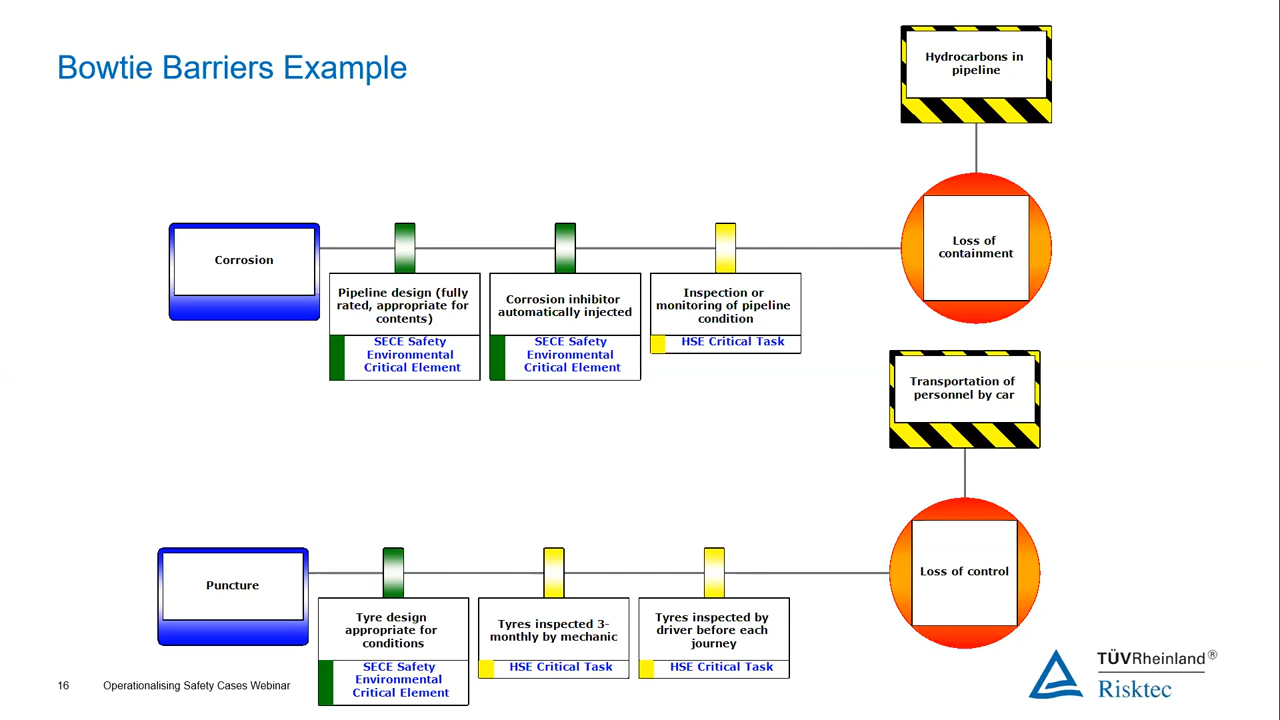 Bowtie Barriers Example
Hydrocarbons in
pipeline
Corrosion
Loss of
containment
Pipeline design (fully
rated, appropriate for
contents)
SECE Safety
Environmental
Critical Element
Corrosion inhibitor
automatically injected
SECE Safety
Environmental
Critical Element
Inspection or
monitoring of pipeline
condition
HSE Critical Task
Transportation of
personnel by car
Puncture
Loss of control
Tyre design
appropriate for
conditions
SECE Safety
Environmental
Critical Element
Tyres inspected 3-
monthly by mechanic
HSE Critical Task
Tyres inspected by
driver before each
journey
HSE Critical Task
16 Operationalising Safety Cases Webinar
TÜVRheinland®
Risktec